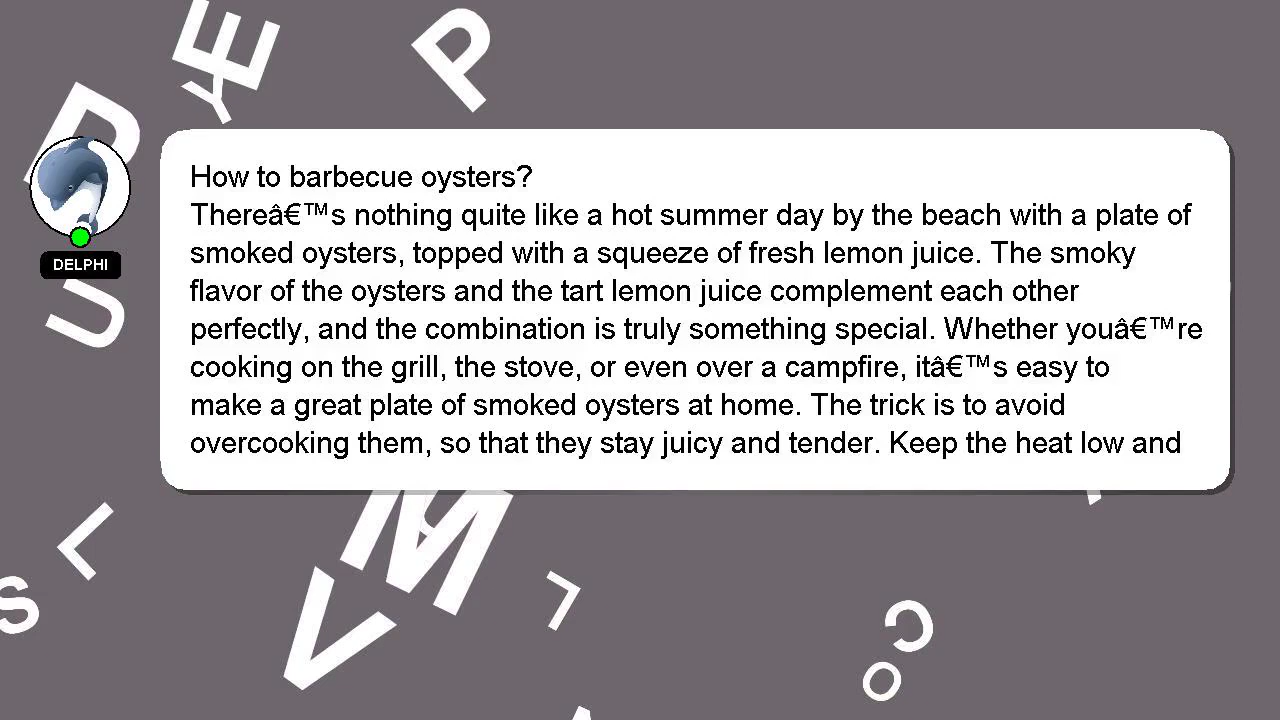 E
Y
P
D
How to barbecue oysters?
Thereâ€™s nothing quite like a hot summer day by the beach with a plate of
smoked oysters, topped with a squeeze of fresh lemon juice. The smoky
flavor of the oysters and the tart lemon juice complement each other
perfectly, and the combination is truly something special. Whether youâ€™re
cooking on the grill, the stove, or even over a campfire, itâ€™s easy to
make a great plate of smoked oysters at home. The trick is to avoid
overcooking them, so that they stay juicy and tender. Keep the heat low and
DELPHI
U
M
L
S
V
L
C
O